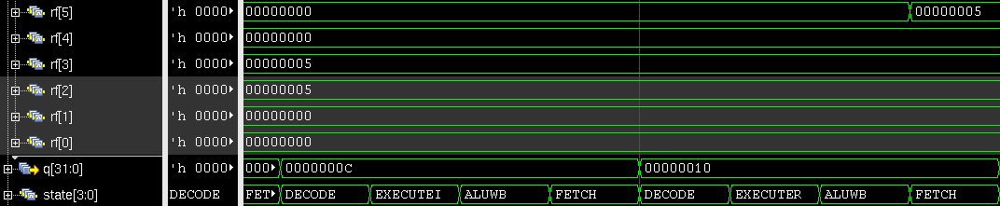 rf[5] 'h 0000 00000000 00000005
rf[4] 'h 0000 00000000
rf[3] 'h 0000 00000005
rf[2] 'h 0000 00000005
rf[1] 'h 0000 00000000
rf[0] 'h 0000 00000000
q[31:0] 'h 0000 000 0000000C 00000010
state[3:0] DECODE FET DECODE EXECUTEI ALUWB FETCH DECODE EXECUTER ALUWB FETCH